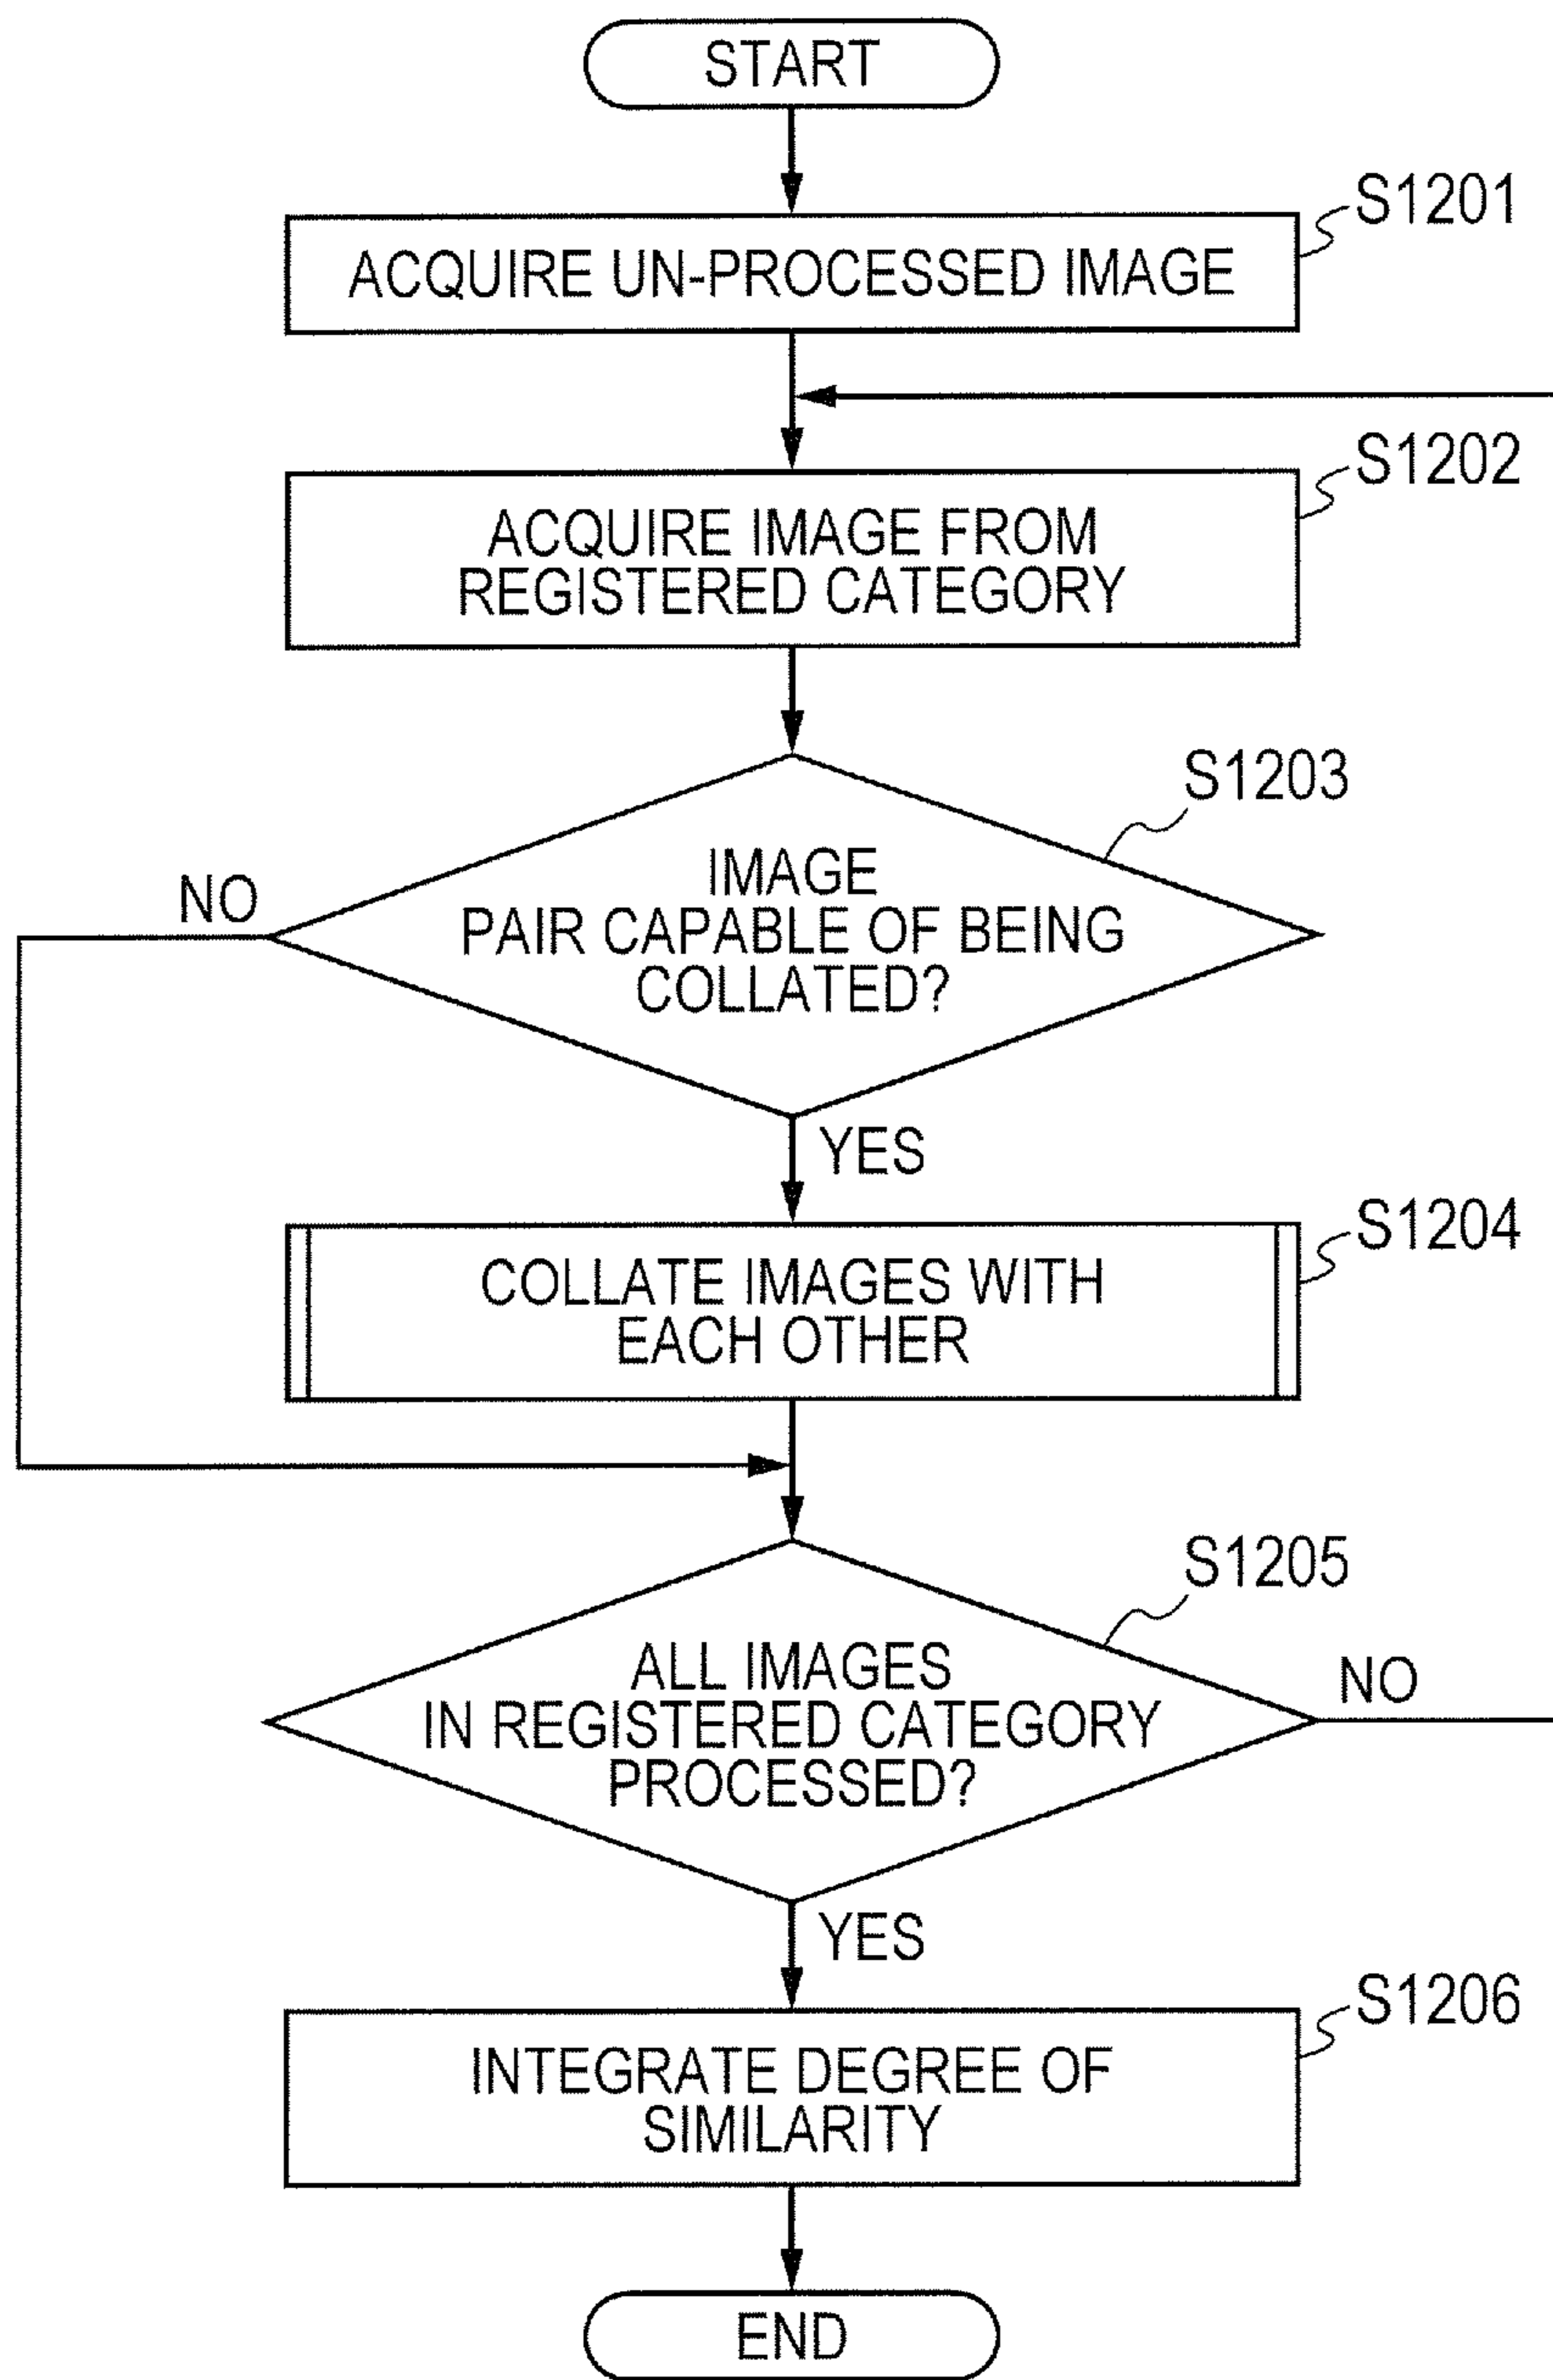 START
S1201
ACQUIRE UN-PROCESSED IMAGE
S1202
ACQUIRE IMAGE FROM
REGISTERED CATEGORY
S1203
IMAGE
PAIR CAPABLE OF BEING
COLLATED?
NO
YES
S1204
COLLATE IMAGES WITH
EACH OTHER
S1205
ALL IMAGES
IN REGISTERED CATEGORY
PROCESSED?
NO
YES
S1206
INTEGRATE DEGREE OF
SIMILARITY
END